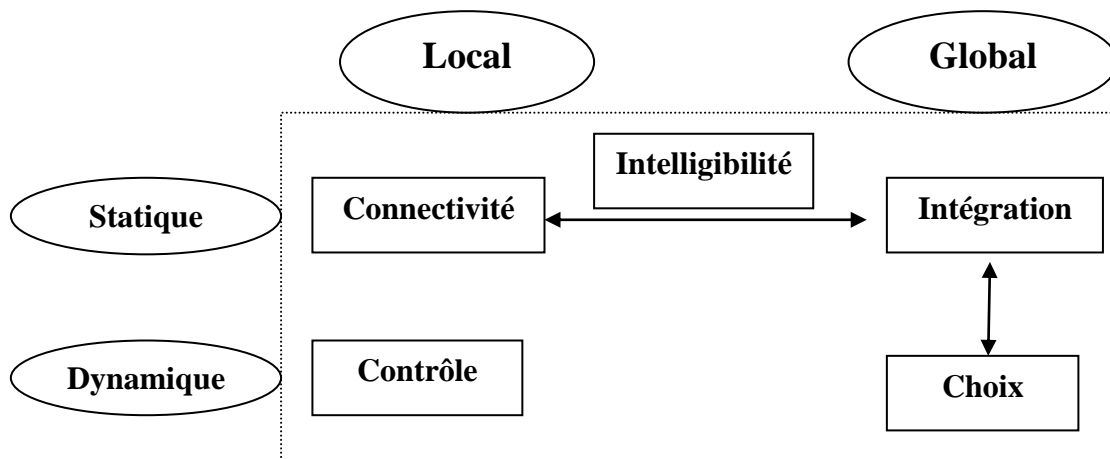 Local
Global
Intelligibilité
Statique
Connectivité
Intégration
Dynamique
Contrôle
Choix